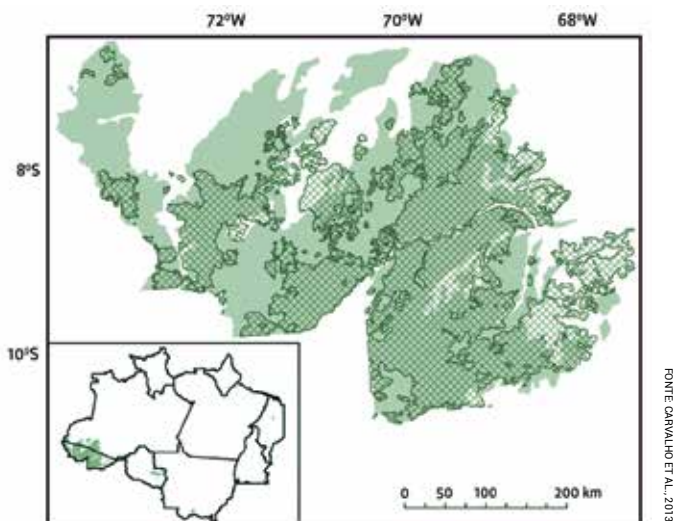 72ºW 70ºW 68ºW
8ºS
10ºS
0 50 100 200 km
FONTE: CARVALHO ET AL., 2013